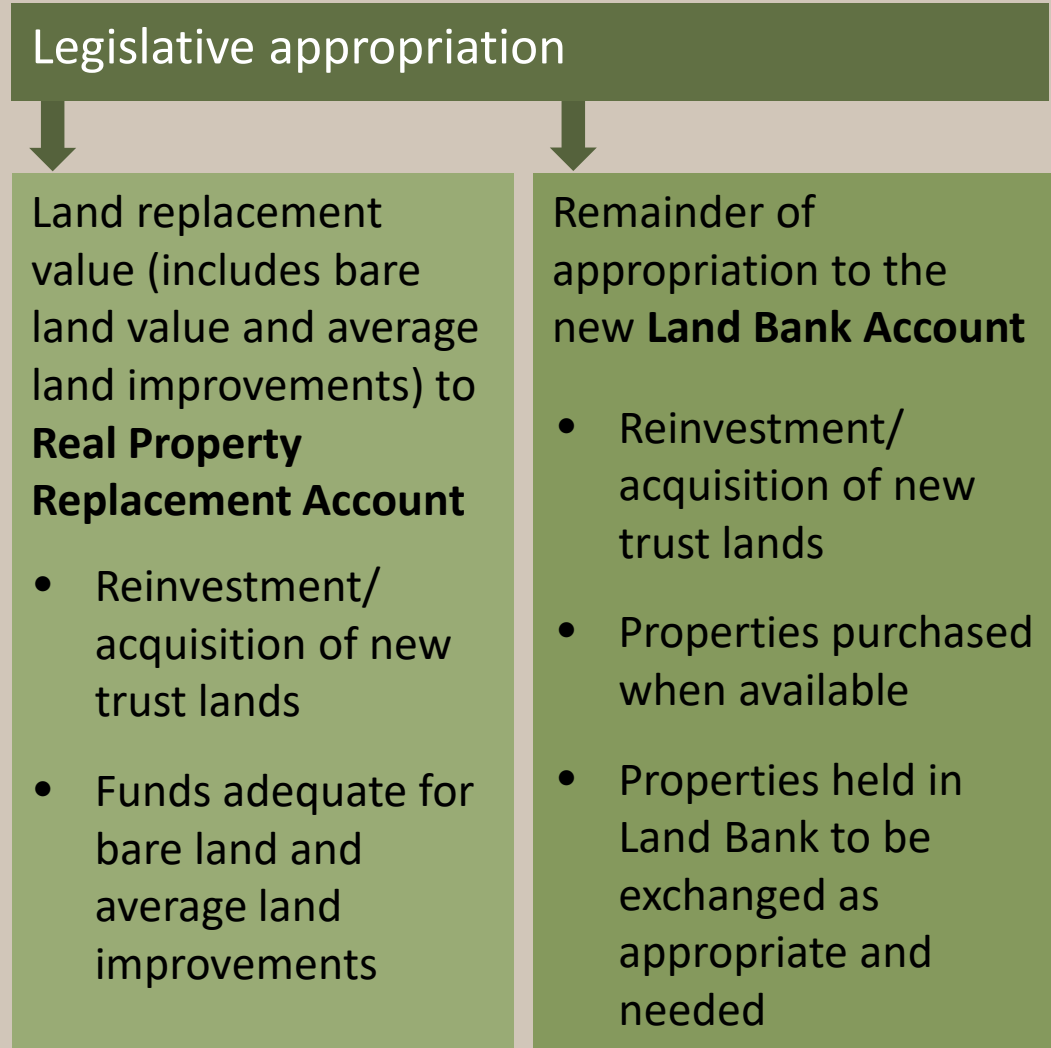 Legislative appropriation
Land replacement
value (includes bare
land value and average
land improvements) to
Real Property
Replacement Account
• Reinvestment/
acquisition of new
trust lands
• Funds adequate for
bare land and
average land
improvements
Remainder of
appropriation to the
new Land Bank Account
• Reinvestment/
acquisition of new
trust lands
• Properties purchased
when available
• Properties held in
Land Bank to be
exchanged as
appropriate and
needed